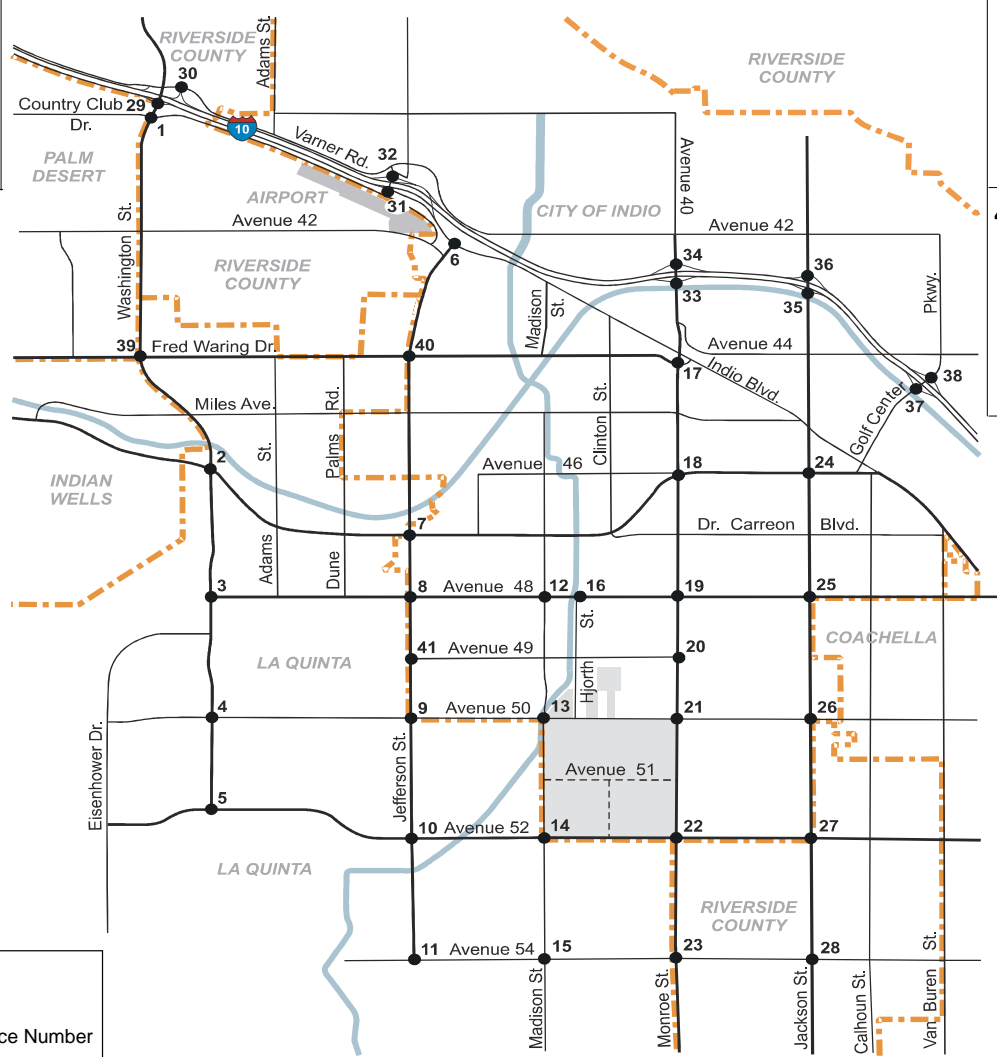 RIVERSIDE
COUNTY
Adams St.
RIVERSIDE
COUNTY
30
Country Club
29
Dr.
1
10
Varner Rd.
32
PALM
DESERT
31
AIRPORT
Avenue 40
CITY OF INDIO
Avenue 42
Avenue 42
6
Washington St.
RIVERSIDE
COUNTY
34
33
36
35
Pkwy.
Madison
St.
39
Fred Waring Dr.
40
Avenue 44
17
Indio Blvd.
38
37
Golf Center
Miles Ave.
Rd.
Palms
Dune
St.
Adams
St.
Clinton
2
Avenue 46
18
24
INDIAN
WELLS
7
Dr. Carreon Blvd.
3
8
Avenue 48
12
16
19
25
St.
Hjorth
COACHELLA
LA QUINTA
41
Avenue 49
20
4
9
Avenue 50
13
21
26
Eisenhower Dr.
Jefferson St.
Avenue 51
5
10
Avenue 52
14
22
27
LA QUINTA
RIVERSIDE
COUNTY
11
Avenue 54
15
23
28
Madison St
Monroe St.
Jackson St.
Calhoun St.
Van Buren St.
ce Number